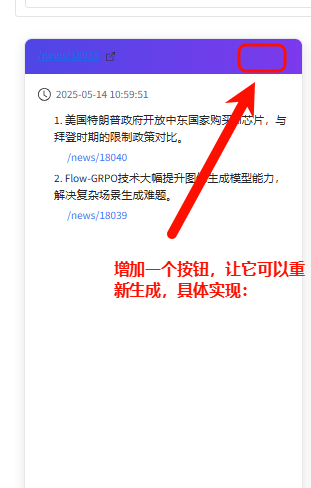 2025-05-14 10:59:51
1. 美国特朗普政府开放中东国家购买 芯片，与
拜登时期的限制政策对比。
/news/18040
2. Flow-GRPO技术大幅提升图 生成模型能力，
解决复杂场景生成难题。
/news/18039
增加一个按钮，让它可以重
新生成，具体实现：